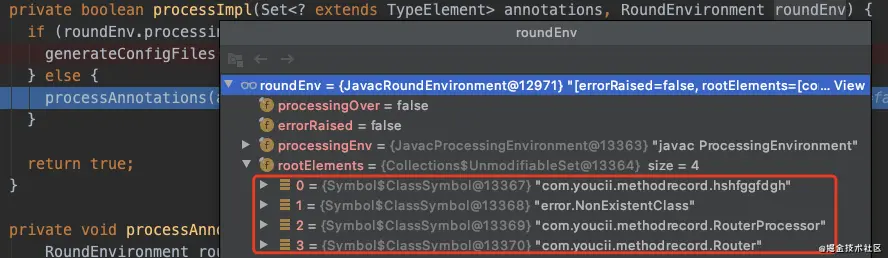 private boolean processImpl(Set<? extends TypeElement> annotations, RoundEnvironment roundEnv) {
if (roundEnv.processin
roundEnv
generateConfigFiles
} else {
roundEnv = {JavacRoundEnvironment@12971} "[errorRaised=false, rootElements=[co... View
processAnnotations(
processingOver = false
}
errorRaised = false
processingEnv = {JavacProcessingEnvironment@13363} "javac ProcessingEnvironment"
return true;
rootElements = {Collections$UnmodifiableSet@13364} size = 4
}
0 = {Symbol$ClassSymbol@13367} "com.youcii.methodrecord.hshfggfdgh"
1 = {Symbol$ClassSymbol@13368} "error.NonExistentClass"
private void processAnno
2 = {Symbol$ClassSymbol@13369} "com.youcii.methodrecord.RouterProcessor"
RoundEnvironment rou
3 = {Symbol$ClassSymbol@13370} "com.youcii.methodrecord.Router"
@掘金技术社区